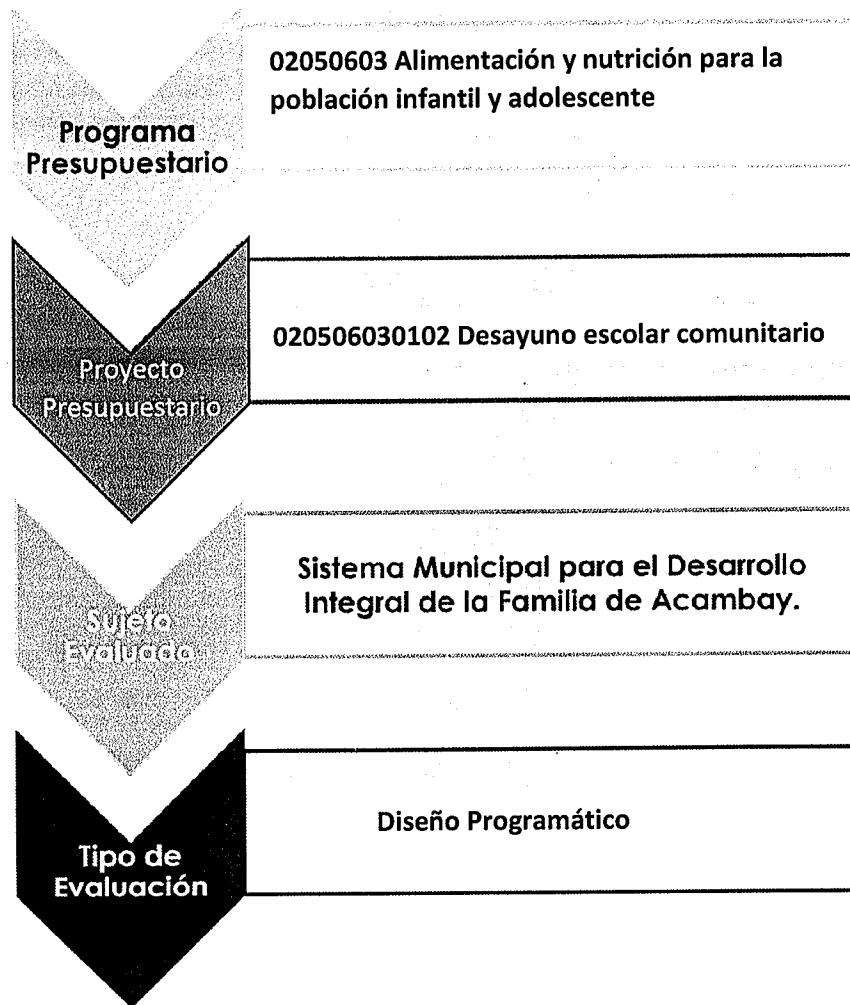 Programa
Presupuestario
02050603 Alimentación y nutrición para la
población infantil y adolescente
Proyecto
Presupuestario
020506030102 Desayuno escolar comunitario
Sujeto
Evaluado
Sistema Municipal para el Desarrollo
Integral de la Familia de Acambay.
Tipo de
Evaluación
Diseño Programático